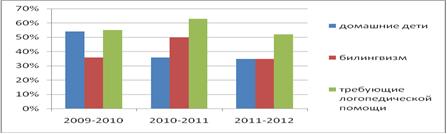 70%
60%
50%
40%
30%
20%
10%
0%
2009-2010 2010-2011 2011-2012
домашние дети
билингвизм
требующие
логопедической
помощи